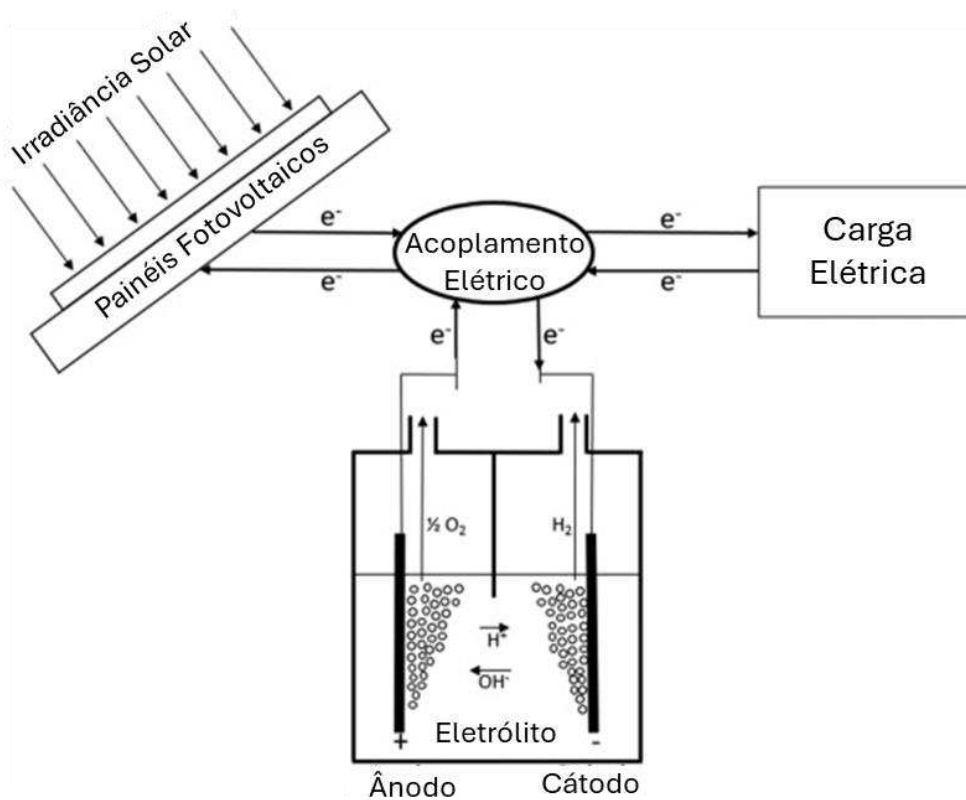 Irradiância Solar
Painéis Fotovoltaicos
e⁻
e⁻
Acoplamento
Elétrico
e⁻
e⁻
Carga
Elétrica
e⁻
e⁻
½ O₂
H₂
H⁺
OH⁻
Eletrólito
+
-
Ânodo
Cátodo